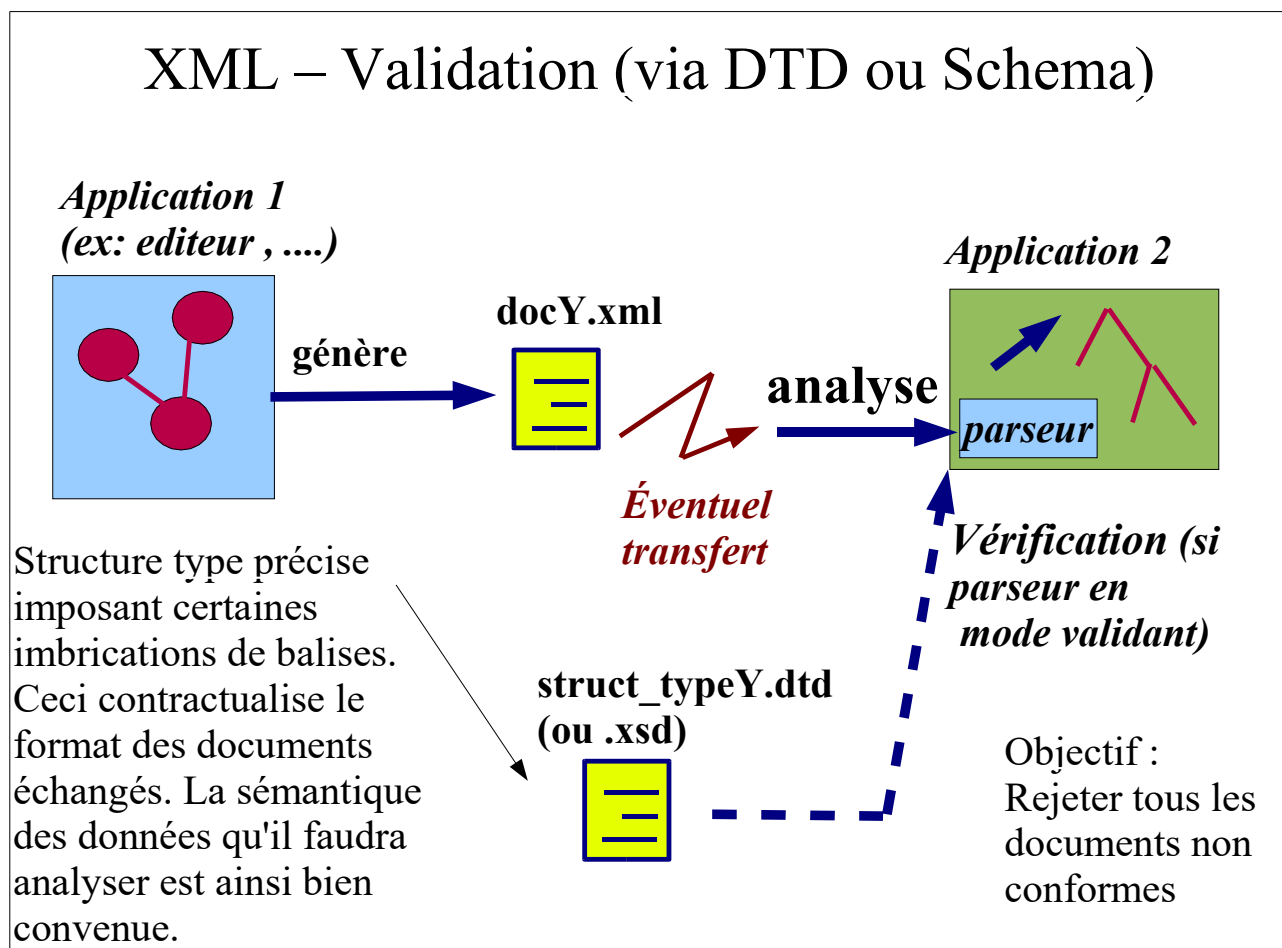 XML – Validation (via DTD ou Schema)
Application 1
(ex: editeur , ....)
génère
docY.xml
Éventuel
transfert
analyse
Application 2
parseur
Vérification (si
parseur en
mode validant)
Structure type précise
imposant certaines
imbrications de balises.
Ceci contractualise le
format des documents
échangés. La sémantique
des données qu'il faudra
analyser est ainsi bien
convenue.
struct_typeY.dtd
(ou .xsd)
Objectif :
Rejeter tous les
documents non
conformes